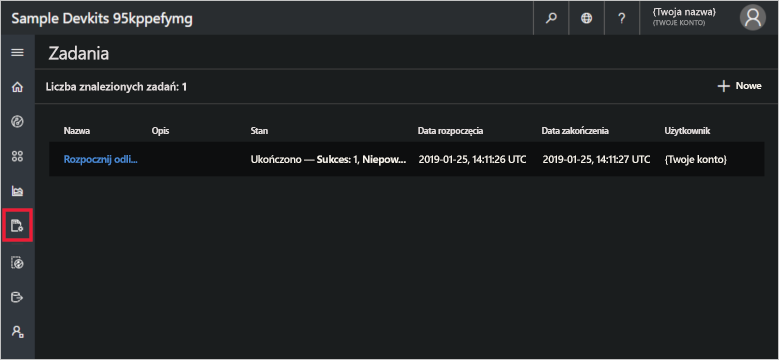 Sample Devkits 95kppefymg
?
{Twoja nazwa}
{TWOJE KONTO}
Zadania
Liczba znalezionych zadań: 1
+ Nowe
Nazwa Opis Stan Data rozpoczęcia Data zakończenia Użytkownik
Rozpocznij odli... Ukończono — Sukces: 1, Niepow... 2019-01-25, 14:11:26 UTC 2019-01-25, 14:11:27 UTC {Twoje konto}